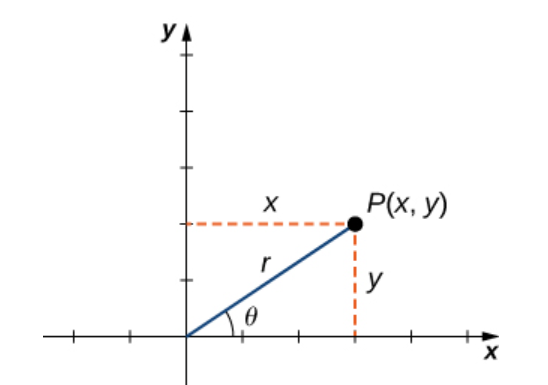 y
x
P(x, y)
r
y
θ
x